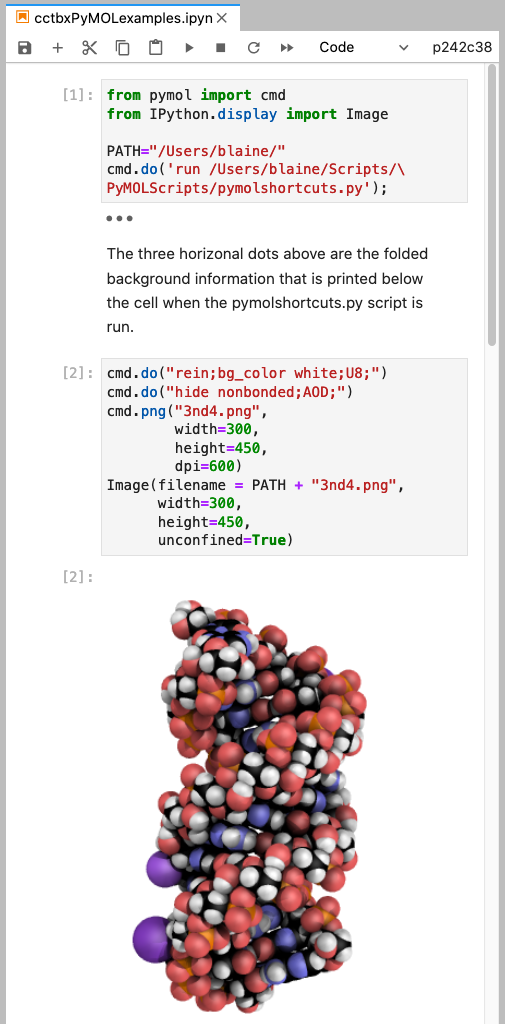 cctbxPyMOLexamples.ipyn
Code
p242c38
[1]:
from pymol import cmd
from IPython.display import Image
PATH="/Users/blaine/"
cmd.do('run /Users/blaine/Scripts/\
PyMOLScripts/pymolshortcuts.py');
The three horizonal dots above are the folded
background information that is printed below
the cell when the pymolshortcuts.py script is
run.
[2]:
cmd.do("rein;bg_color white;U8;")
cmd.do("hide nonbonded;AOD;")
cmd.png("3nd4.png",
width=300,
height=450,
dpi=600)
Image(filename = PATH + "3nd4.png",
width=300,
height=450,
unconfined=True)
[2]: